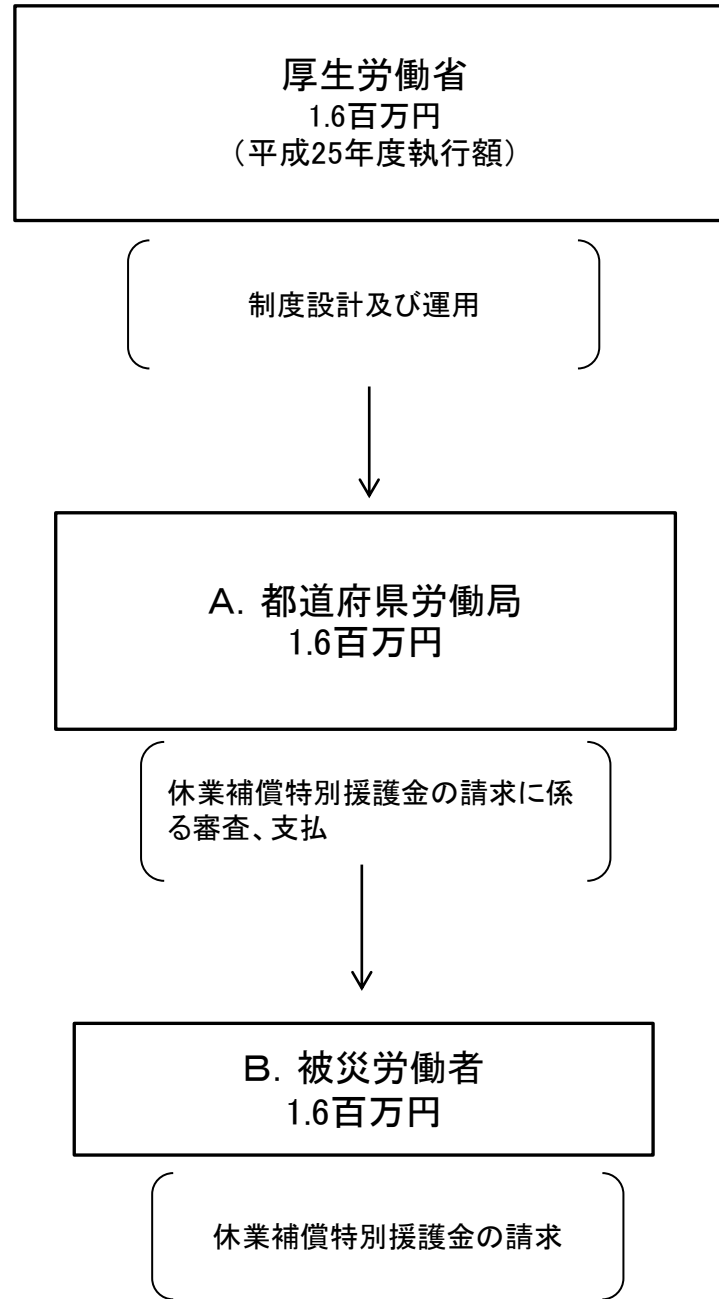 厚生労働省
1.6百万円
（平成25年度執行額）
制度設計及び運用
Ａ．都道府県労働局
1.6百万円
休業補償特別援護金の請求に係
る審査、支払
Ｂ．被災労働者
1.6百万円
休業補償特別援護金の請求